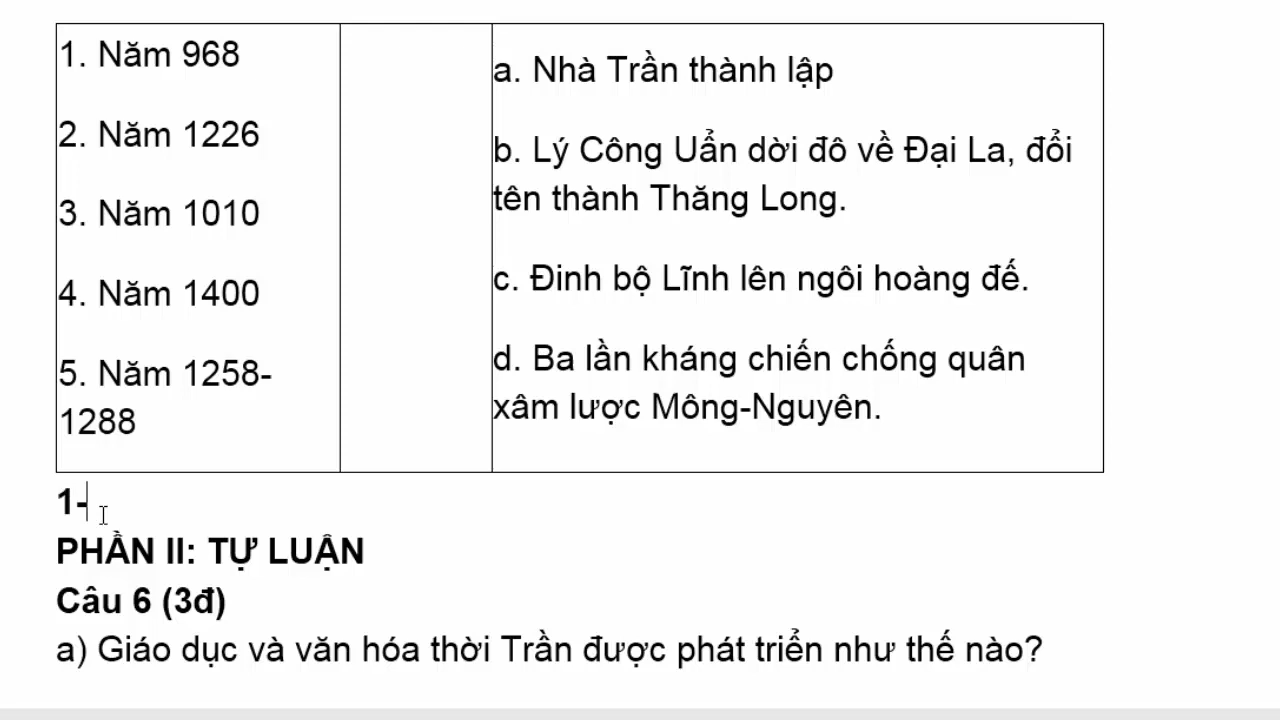 1. Năm 968
2. Năm 1226
3. Năm 1010
4. Năm 1400
5. Năm 1258-
1288
a. Nhà Trần thành lập
b. Lý Công Uẩn dời đô về Đại La, đổi
tên thành Thăng Long.
c. Đinh bộ Lĩnh lên ngôi hoàng đế.
d. Ba lần kháng chiến chống quân
xâm lược Mông-Nguyên.
1-
PHẦN II: TỰ LUẬN
Câu 6 (3đ)
a) Giáo dục và văn hóa thời Trần được phát triển như thế nào?